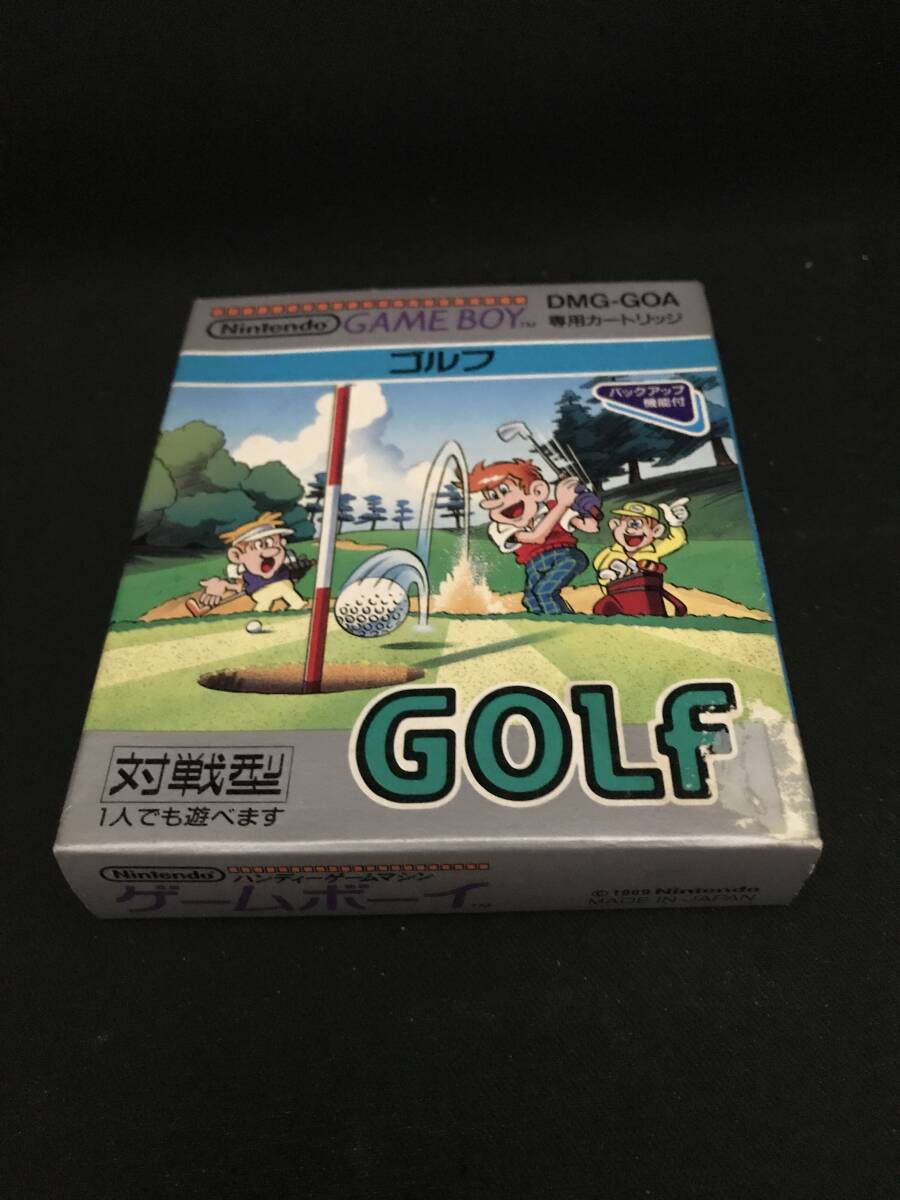 Nintendo GAME BOY™ DMG-GOA
専用カートリッジ
ゴルフ
バックアップ
機能付
GOLF
対戦型
1人でも遊べます
Nintendo ハンディーゲームマシン
ゲームボーイ™
©1989 Nintendo
MADE IN JAPAN